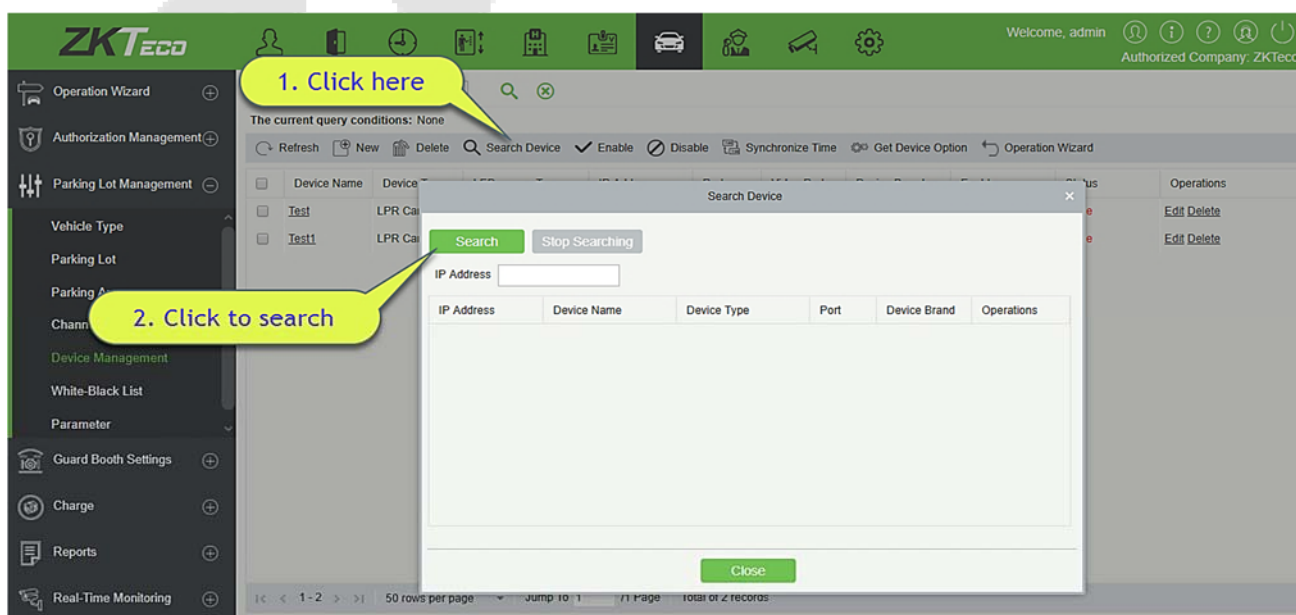 ZKTECO
Welcome, admin
Authorized Company: ZKTeco
Operation Wizard
1. Click here
The current query conditions: None
Authorization Management
Refresh New Delete Search Device Enable Disable Synchronize Time Get Device Option Operation Wizard
Parking Lot Management
Device Name Device Operations
Search Device
Test LPR Edit Delete
Vehicle Type
Test1 LPR Edit Delete
Search Stop Searching
Parking Lot
IP Address
Parking
IP Address Device Name Device Type Port Device Brand Operations
2. Click to search
Device Management
White-Black List
Parameter
Guard Booth Settings
Charge
Reports
Close
Real-Time Monitoring
1-2 50 rows per page Jump To 1 /1 Page Total of 2 records